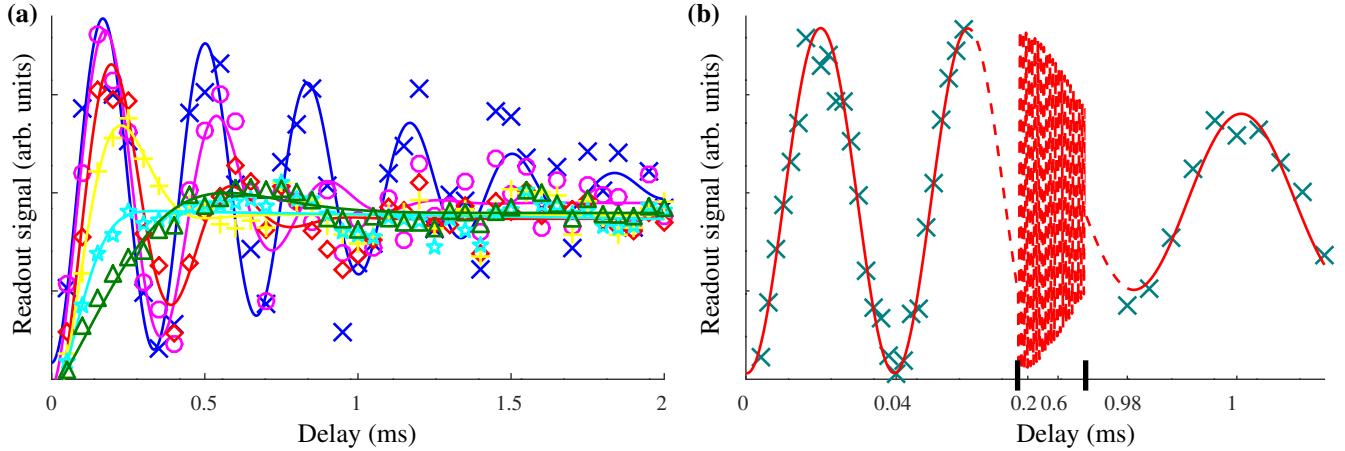 (a)
(b)
Readout signal (arb. units)
0 0.5 1 1.5 2
Delay (ms)
Readout signal (arb. units)
0 0.04 0.2 0.6 0.98 1
Delay (ms)